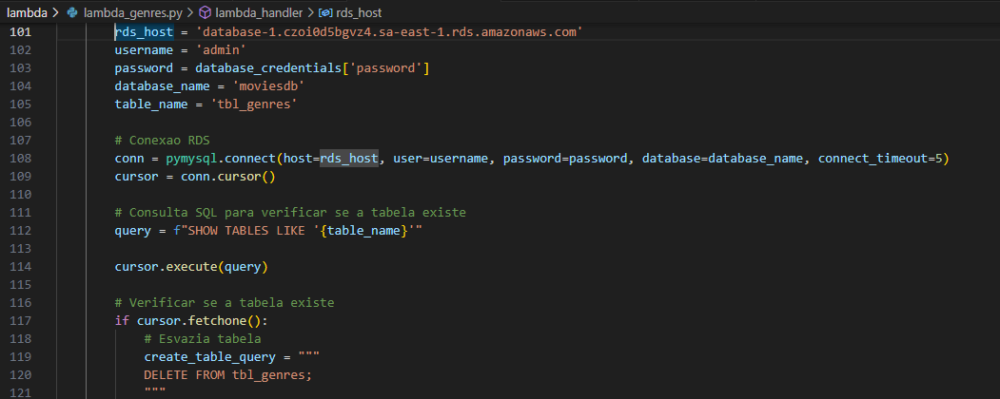 lambda > lambda_genres.py > lambda_handler > rds_host
101 rds_host = 'database-1.czoi0d5bgvz4.sa-east-1.rds.amazonaws.com'
102 username = 'admin'
103 password = database_credentials['password']
104 database_name = 'moviesdb'
105 table_name = 'tbl_genres'
106
107 # Conexao RDS
108 conn = pymysql.connect(host=rds_host, user=username, password=password, database=database_name, connect_timeout=5)
109 cursor = conn.cursor()
110
111 # Consulta SQL para verificar se a tabela existe
112 query = f"SHOW TABLES LIKE '{table_name}'"
113
114 cursor.execute(query)
115
116 # Verificar se a tabela existe
117 if cursor.fetchone():
118 # Esvazia tabela
119 create_table_query = """
120 DELETE FROM tbl_genres;
121 """